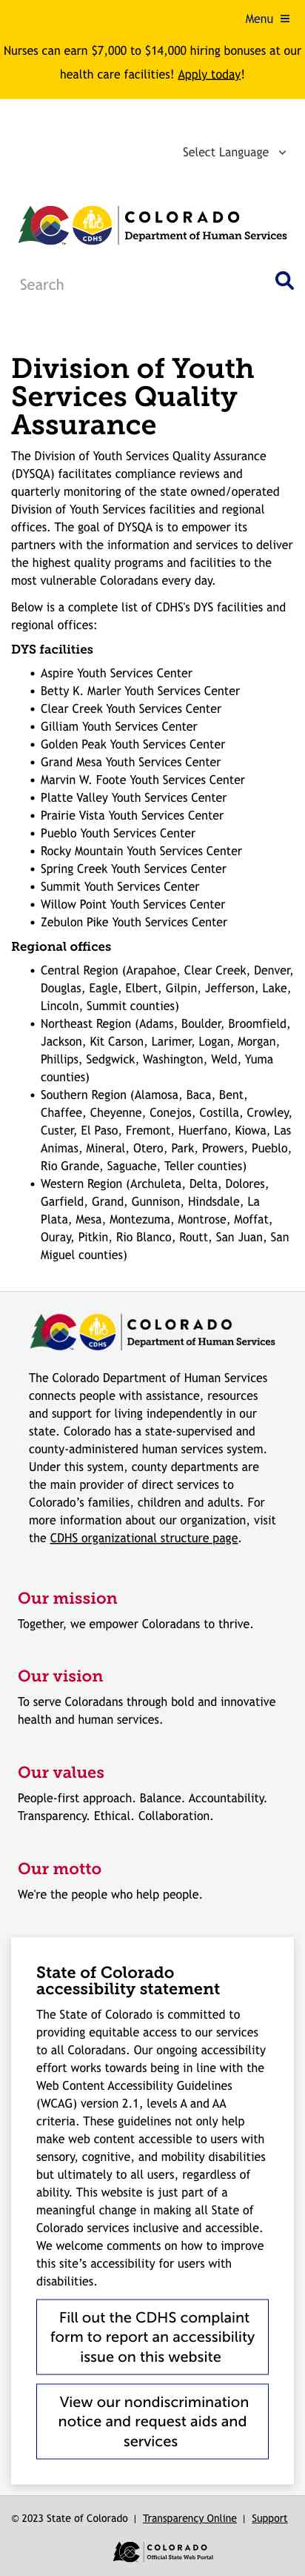 Menu
Nurses can earn $7,000 to $14,000 hiring bonuses at our
health care facilities! Apply today!
Select Language
CDHS
COLORADO
Department of Human Services
Search
Division of Youth
Services Quality
Assurance
The Division of Youth Services Quality Assurance
(DYSQA) facilitates compliance reviews and
quarterly monitoring of the state owned/operated
Division of Youth Services facilities and regional
offices. The goal of DYSQA is to empower its
partners with the information and services to deliver
the highest quality programs and facilities to the
most vulnerable Coloradans every day.
Below is a complete list of CDHS's DYS facilities and
regional offices:
DYS facilities
• Aspire Youth Services Center
• Betty K. Marler Youth Services Center
• Clear Creek Youth Services Center
• Gilliam Youth Services Center
• Golden Peak Youth Services Center
• Grand Mesa Youth Services Center
• Marvin W. Foote Youth Services Center
• Platte Valley Youth Services Center
• Prairie Vista Youth Services Center
• Pueblo Youth Services Center
• Rocky Mountain Youth Services Center
• Spring Creek Youth Services Center
• Summit Youth Services Center
• Willow Point Youth Services Center
• Zebulon Pike Youth Services Center
Regional offices
• Central Region (Arapahoe, Clear Creek, Denver,
Douglas, Eagle, Elbert, Gilpin, Jefferson, Lake,
Lincoln, Summit counties)
• Northeast Region (Adams, Boulder, Broomfield,
Jackson, Kit Carson, Larimer, Logan, Morgan,
Phillips, Sedgwick, Washington, Weld, Yuma
counties)
• Southern Region (Alamosa, Baca, Bent,
Chaffee, Cheyenne, Conejos, Costilla, Crowley,
Custer, El Paso, Fremont, Huerfano, Kiowa, Las
Animas, Mineral, Otero, Park, Prowers, Pueblo,
Rio Grande, Saguache, Teller counties)
• Western Region (Archuleta, Delta, Dolores,
Garfield, Grand, Gunnison, Hindsdale, La
Plata, Mesa, Montezuma, Montrose, Moffat,
Ouray, Pitkin, Rio Blanco, Routt, San Juan, San
Miguel counties)
CDHS
COLORADO
Department of Human Services
The Colorado Department of Human Services
connects people with assistance, resources
and support for living independently in our
state. Colorado has a state-supervised and
county-administered human services system.
Under this system, county departments are
the main provider of direct services to
Colorado's families, children and adults. For
more information about our organization, visit
the CDHS organizational structure page.
Our mission
Together, we empower Coloradans to thrive.
Our vision
To serve Coloradans through bold and innovative
health and human services.
Our values
People-first approach. Balance. Accountability.
Transparency. Ethical. Collaboration.
Our motto
We're the people who help people.
State of Colorado
accessibility statement
The State of Colorado is committed to
providing equitable access to our services
to all Coloradans. Our ongoing accessibility
effort works towards being in line with the
Web Content Accessibility Guidelines
(WCAG) version 2.1, levels A and AA
criteria. These guidelines not only help
make web content accessible to users with
sensory, cognitive, and mobility disabilities
but ultimately to all users, regardless of
ability. This website is just part of a
meaningful change in making all State of
Colorado services inclusive and accessible.
We welcome comments on how to improve
this site's accessibility for users with
disabilities.
Fill out the CDHS complaint
form to report an accessibility
issue on this website
View our nondiscrimination
notice and request aids and
services
© 2023 State of Colorado | Transparency Online | Support
COLORADO
Official State Web Portal